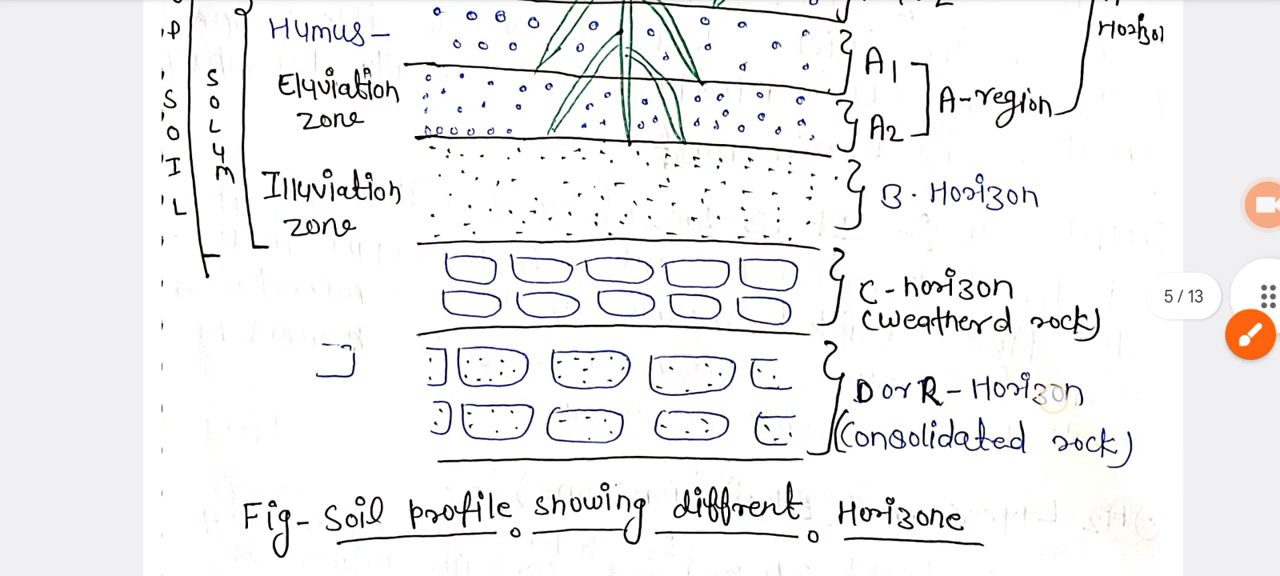 Humus-
Horizon
A1
Eluviation
zone
A-region
A2
SOIL
SOLUM
Illuviation
zone
B. Horizon
C-horizon
(weatherd rock)
5 / 13
D or R - Horizon
(Consolidated rock)
Fig- Soil profile showing diffrent Horizone